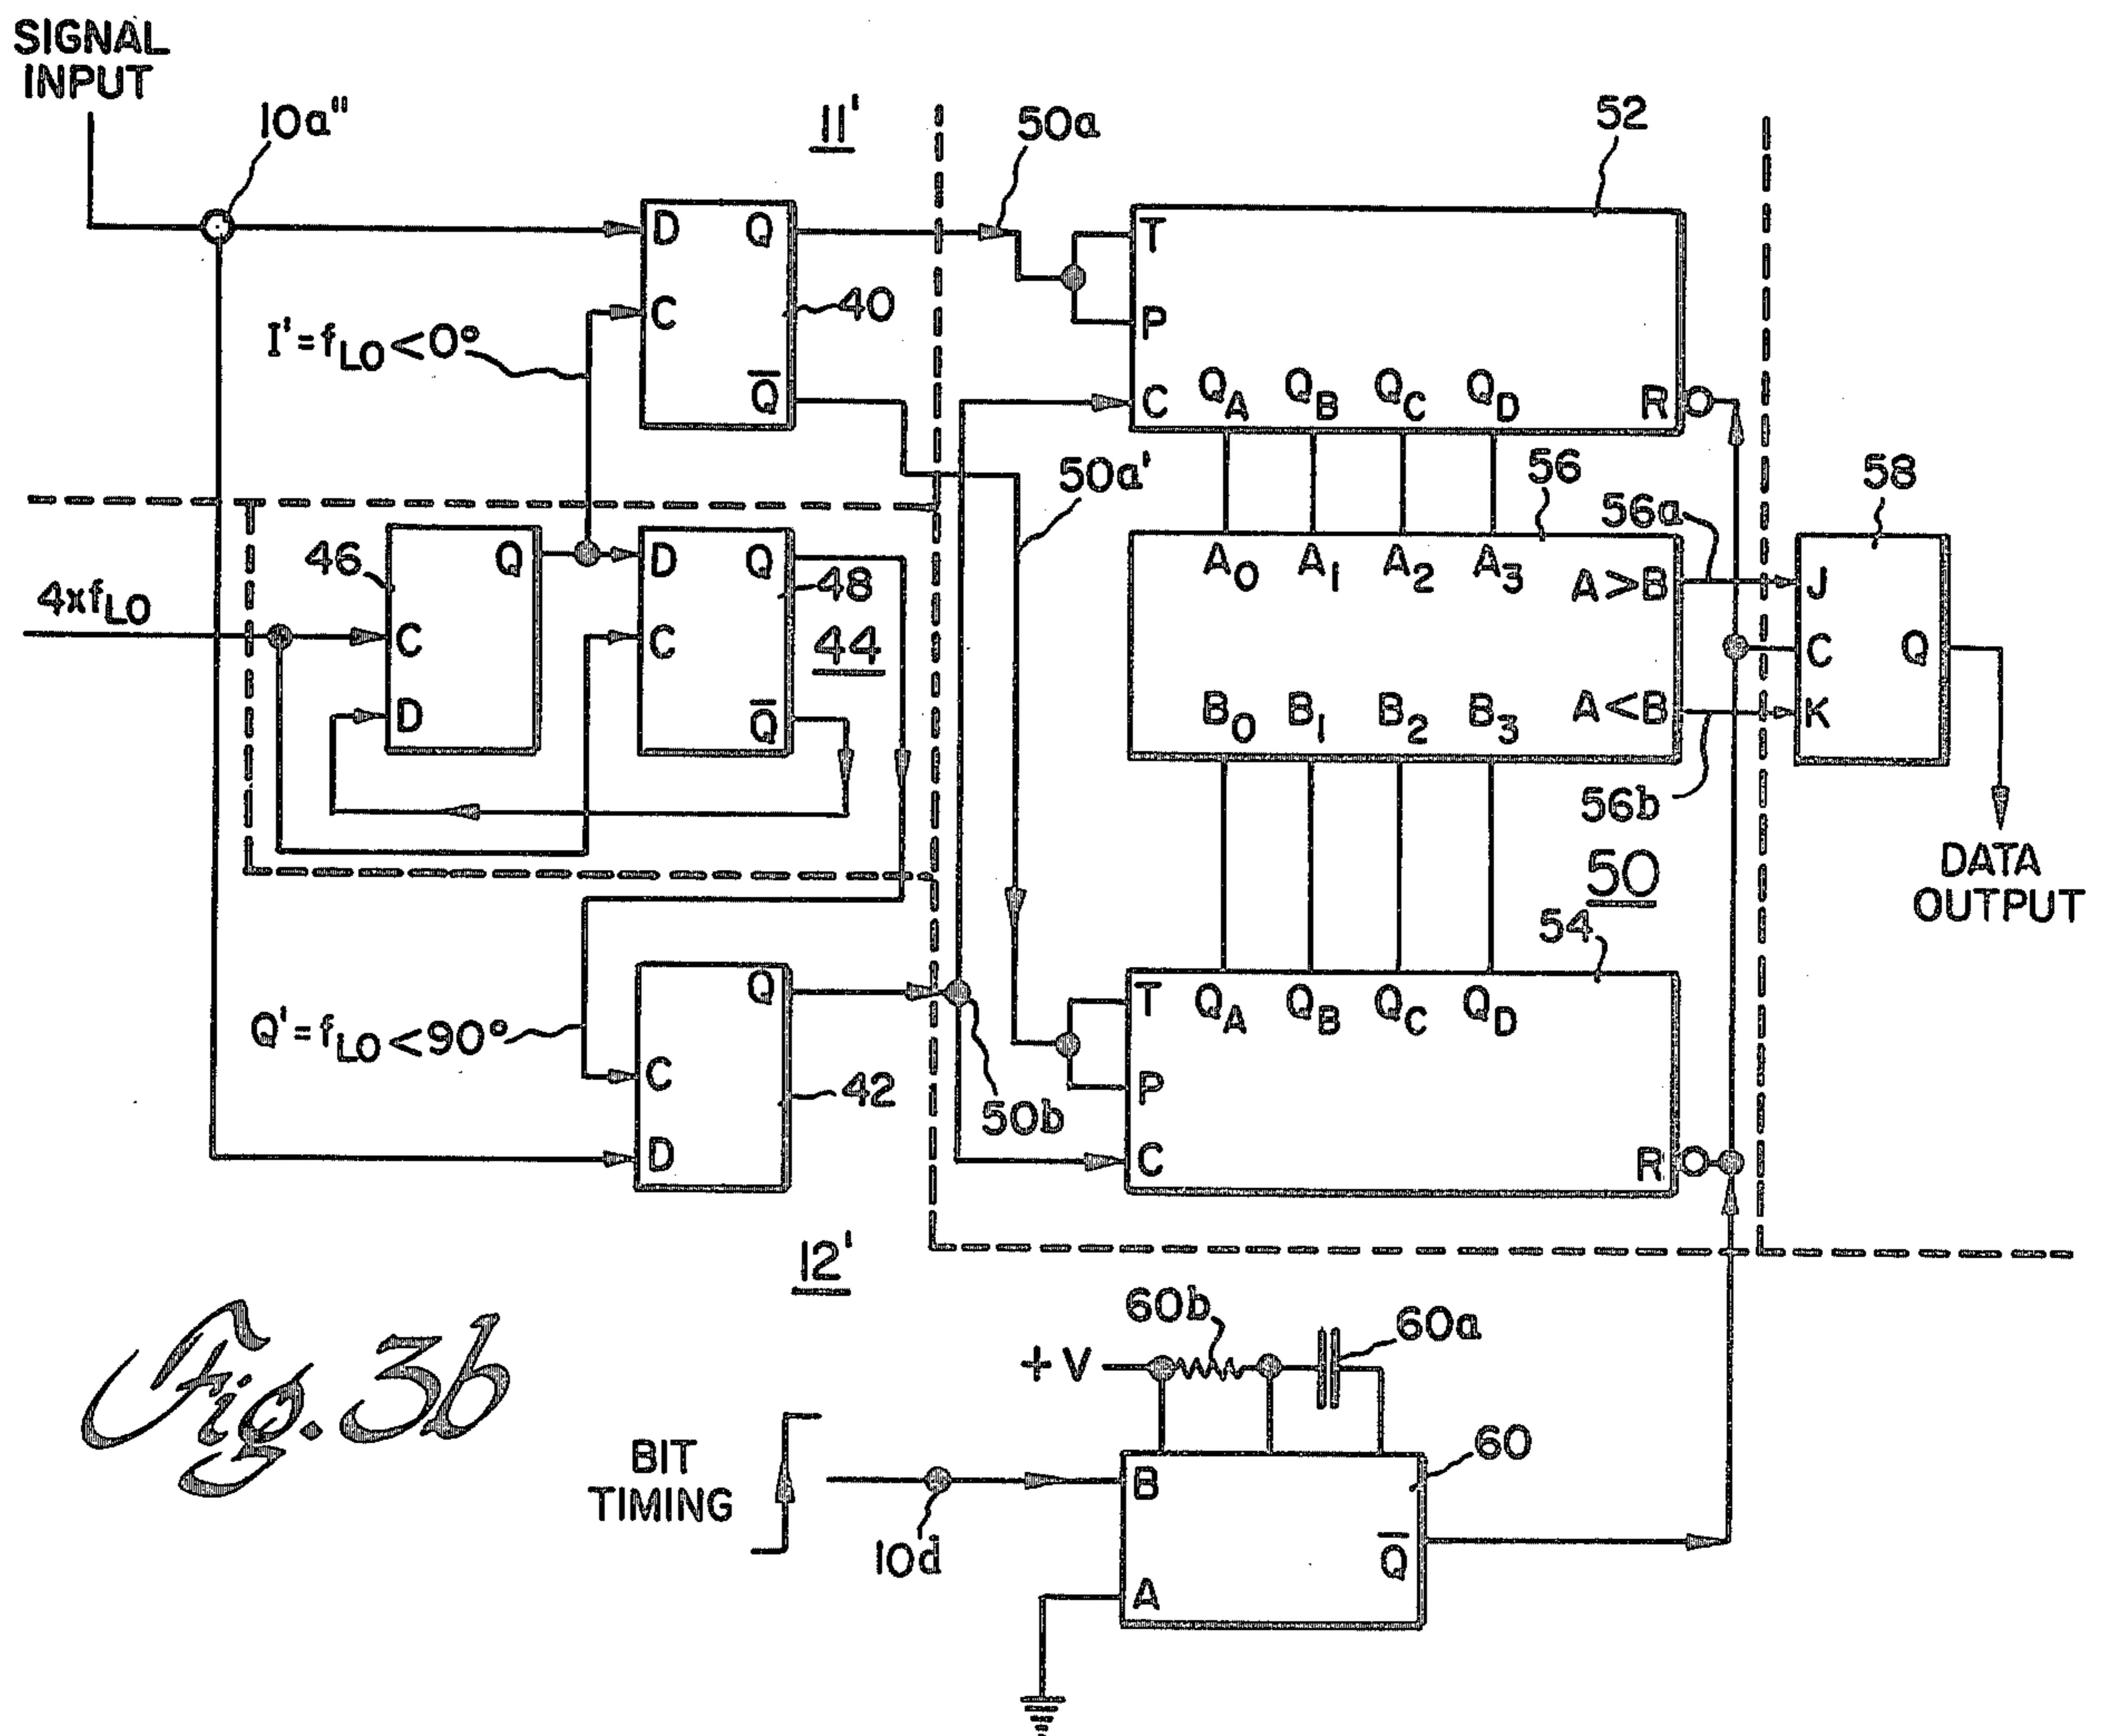 SIGNAL
INPUT
10a"
11'
50a
52
D Q
T
C
40
P
I'=fLO<0°
Q̅
C QA QB QC QD R
50a'
56
56a
58
46
Q
D Q
48
A0 A1 A2 A3 A>B
J
4xfLO
C
C
44
C Q
D
Q̅
B0 B1 B2 B3 A<B
K
56b
50
DATA
OUTPUT
54
Q
T QA QB QC QD
Q'=fLO<90°
C
42
P
50b
D
C R
12'
60b
60a
+V
Fig. 3b
BIT
TIMING
B
60
10d
Q̅
A